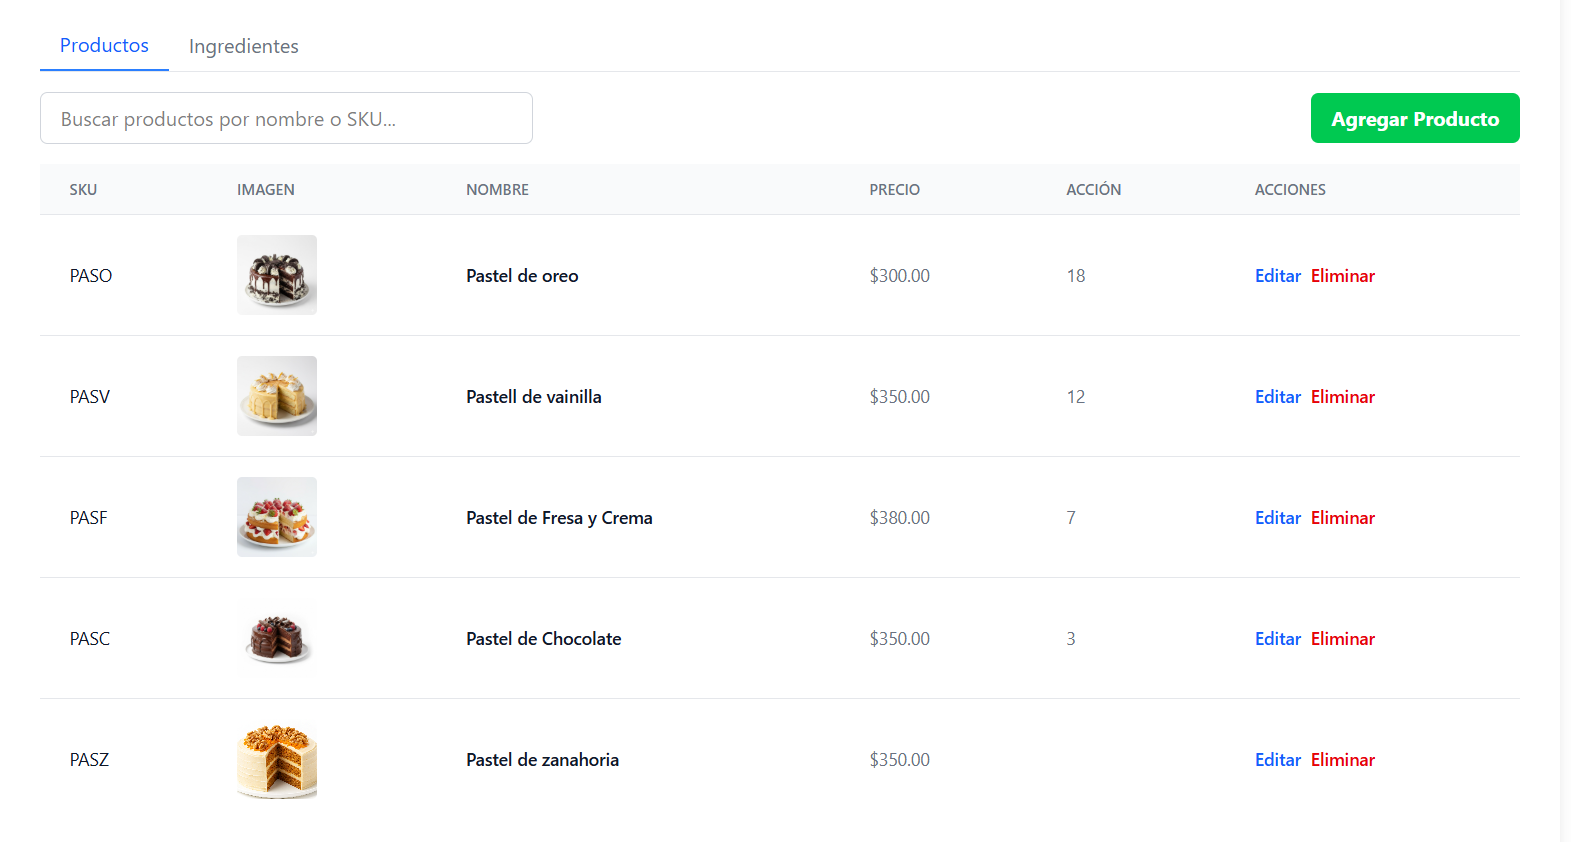 Productos Ingredientes
Buscar productos por nombre o SKU...
Agregar Producto
SKU IMAGEN NOMBRE PRECIO ACCIÓN ACCIONES
PASO Pastel de oreo $300.00 18 Editar Eliminar
PASV Pastell de vainilla $350.00 12 Editar Eliminar
PASF Pastel de Fresa y Crema $380.00 7 Editar Eliminar
PASC Pastel de Chocolate $350.00 3 Editar Eliminar
PASZ Pastel de zanahoria $350.00 Editar Eliminar